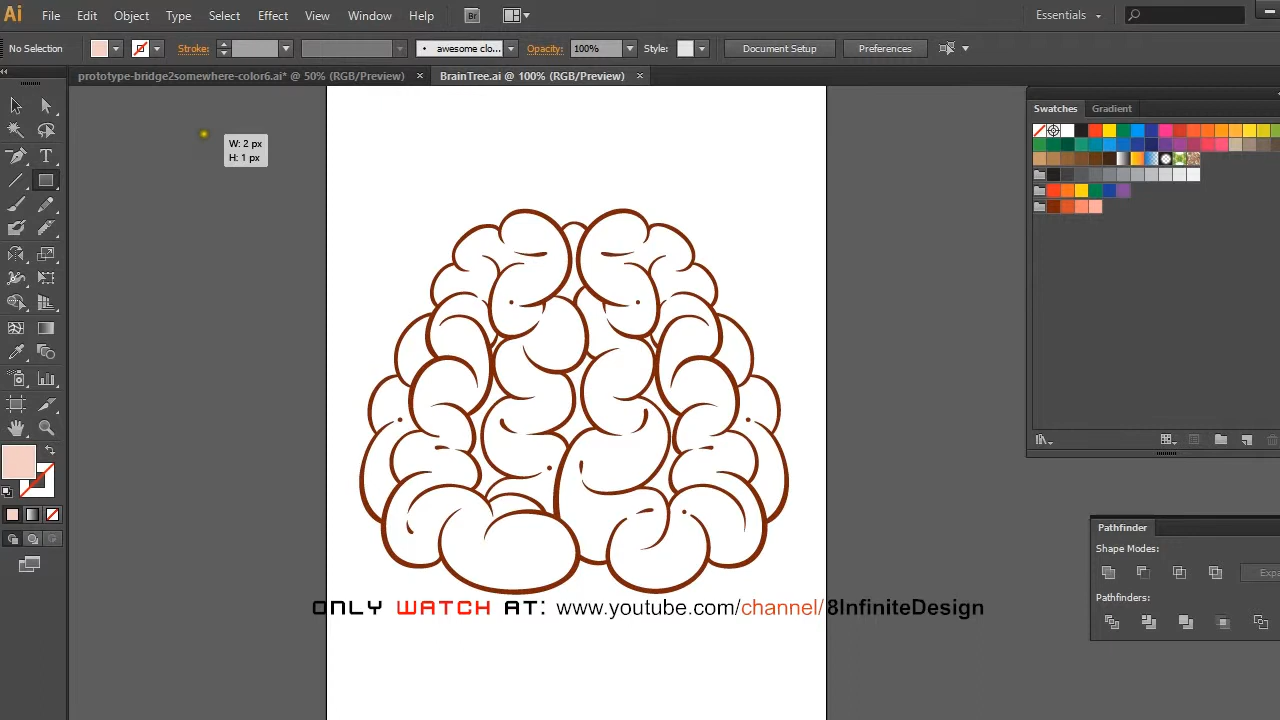 Ai File Edit Object Type Select Effect View Window Help Br Essentials
No Selection Stroke: awesome clo... Opacity: 100% Style: Document Setup Preferences
prototype-bridge2somewhere-color6.ai* @ 50% (RGB/Preview) × BrainTree.ai @ 100% (RGB/Preview) ×
Swatches Gradient
W: 2 px
H: 1 px
Pathfinder
Shape Modes:
Expa
Pathfinders:
ONLY WATCH AT: www.youtube.com/channel/8InfiniteDesign